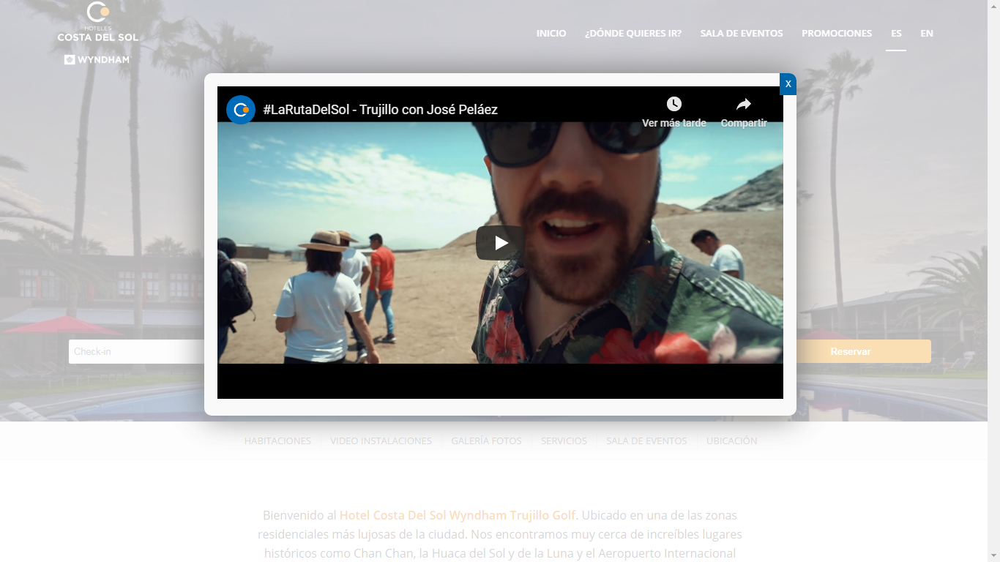 HOTELES
COSTA DEL SOL
WYNDHAM
INICIO
¿DÓNDE QUIERES IR?
SALA DE EVENTOS
PROMOCIONES
ES
EN
X
#LaRutaDelSol - Trujillo con José Peláez
Ver más tarde
Compartir
Check-in
Reservar
HABITACIONES
VIDEO INSTALACIONES
GALERÍA FOTOS
SERVICIOS
SALA DE EVENTOS
UBICACIÓN
Bienvenido al Hotel Costa Del Sol Wyndham Trujillo Golf. Ubicado en una de las zonas
residenciales más lujosas de la ciudad. Nos encontramos muy cerca de increíbles lugares
históricos como Chan Chan, la Huaca del Sol y de la Luna y el Aeropuerto Internacional